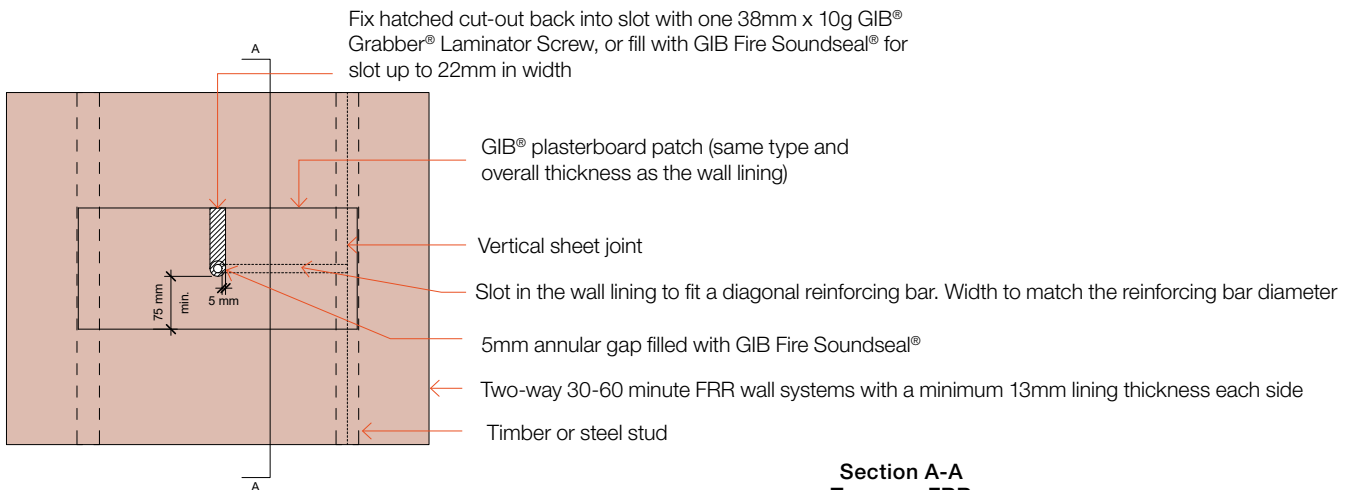 Fix hatched cut-out back into slot with one 38mm x 10g GIB®
Grabber® Laminator Screw, or fill with GIB Fire Soundseal® for
slot up to 22mm in width
A
GIB® plasterboard patch (same type and
overall thickness as the wall lining)
Vertical sheet joint
Slot in the wall lining to fit a diagonal reinforcing bar. Width to match the reinforcing bar diameter
75 mm
min.
5 mm
5mm annular gap filled with GIB Fire Soundseal®
Two-way 30-60 minute FRR wall systems with a minimum 13mm lining thickness each side
Timber or steel stud
A
Section A-A